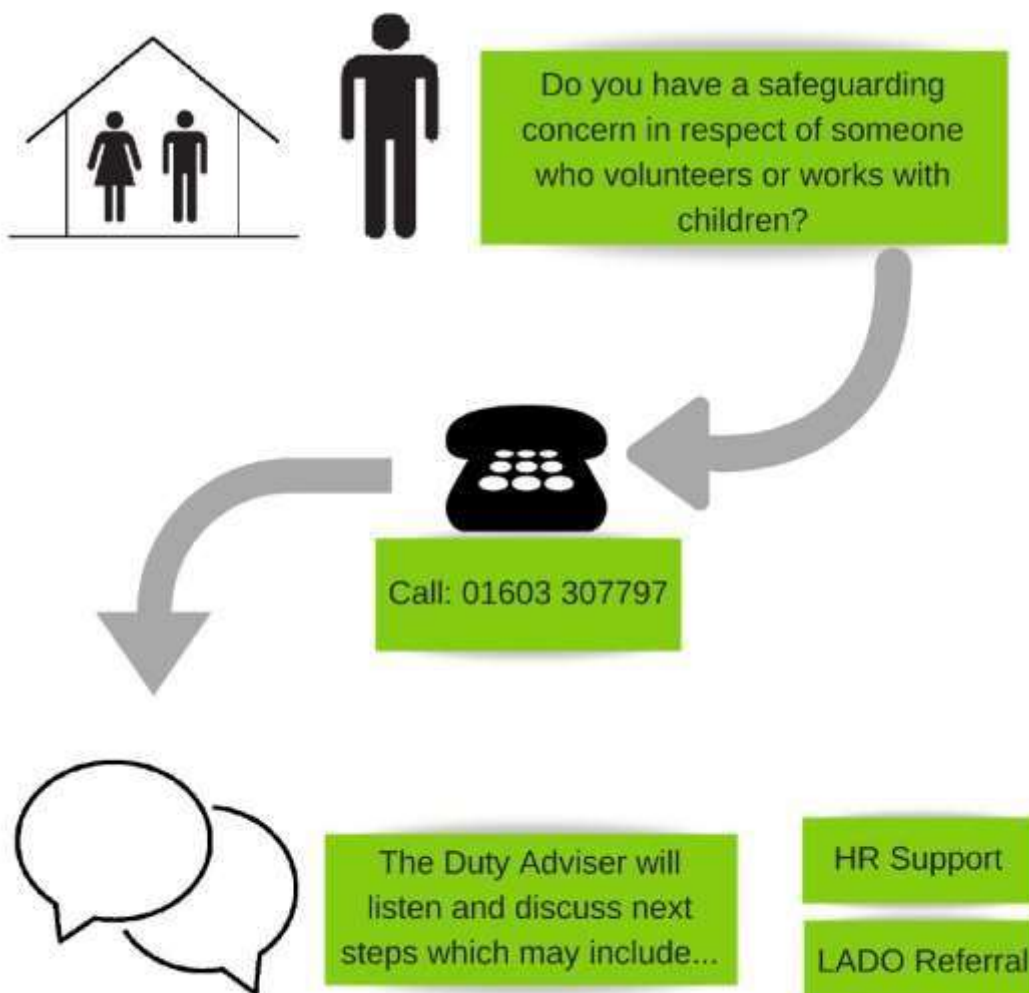 Do you have a safeguarding
concern in respect of someone
who volunteers or works with
children?
Call: 01603 307797
The Duty Adviser will
listen and discuss next
steps which may include...
HR Support
LADO Referral